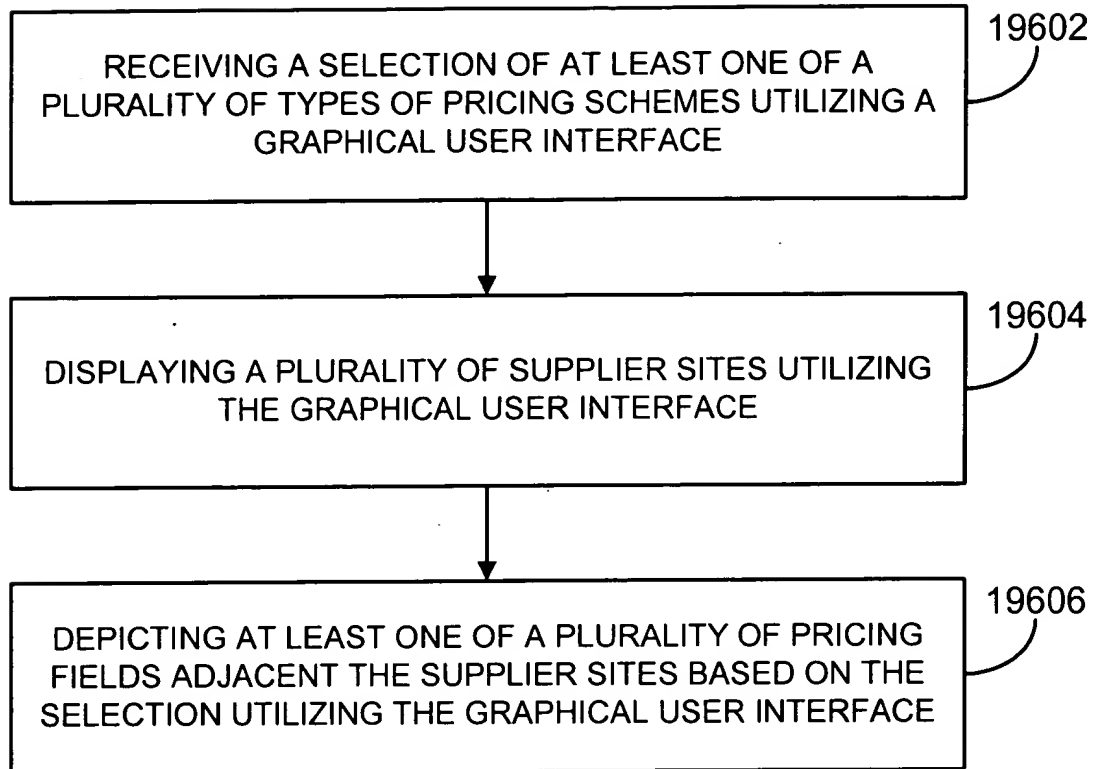 19602
RECEIVING A SELECTION OF AT LEAST ONE OF A
PLURALITY OF TYPES OF PRICING SCHEMES UTILIZING A
GRAPHICAL USER INTERFACE
19604
DISPLAYING A PLURALITY OF SUPPLIER SITES UTILIZING
THE GRAPHICAL USER INTERFACE
19606
DEPICTING AT LEAST ONE OF A PLURALITY OF PRICING
FIELDS ADJACENT THE SUPPLIER SITES BASED ON THE
SELECTION UTILIZING THE GRAPHICAL USER INTERFACE